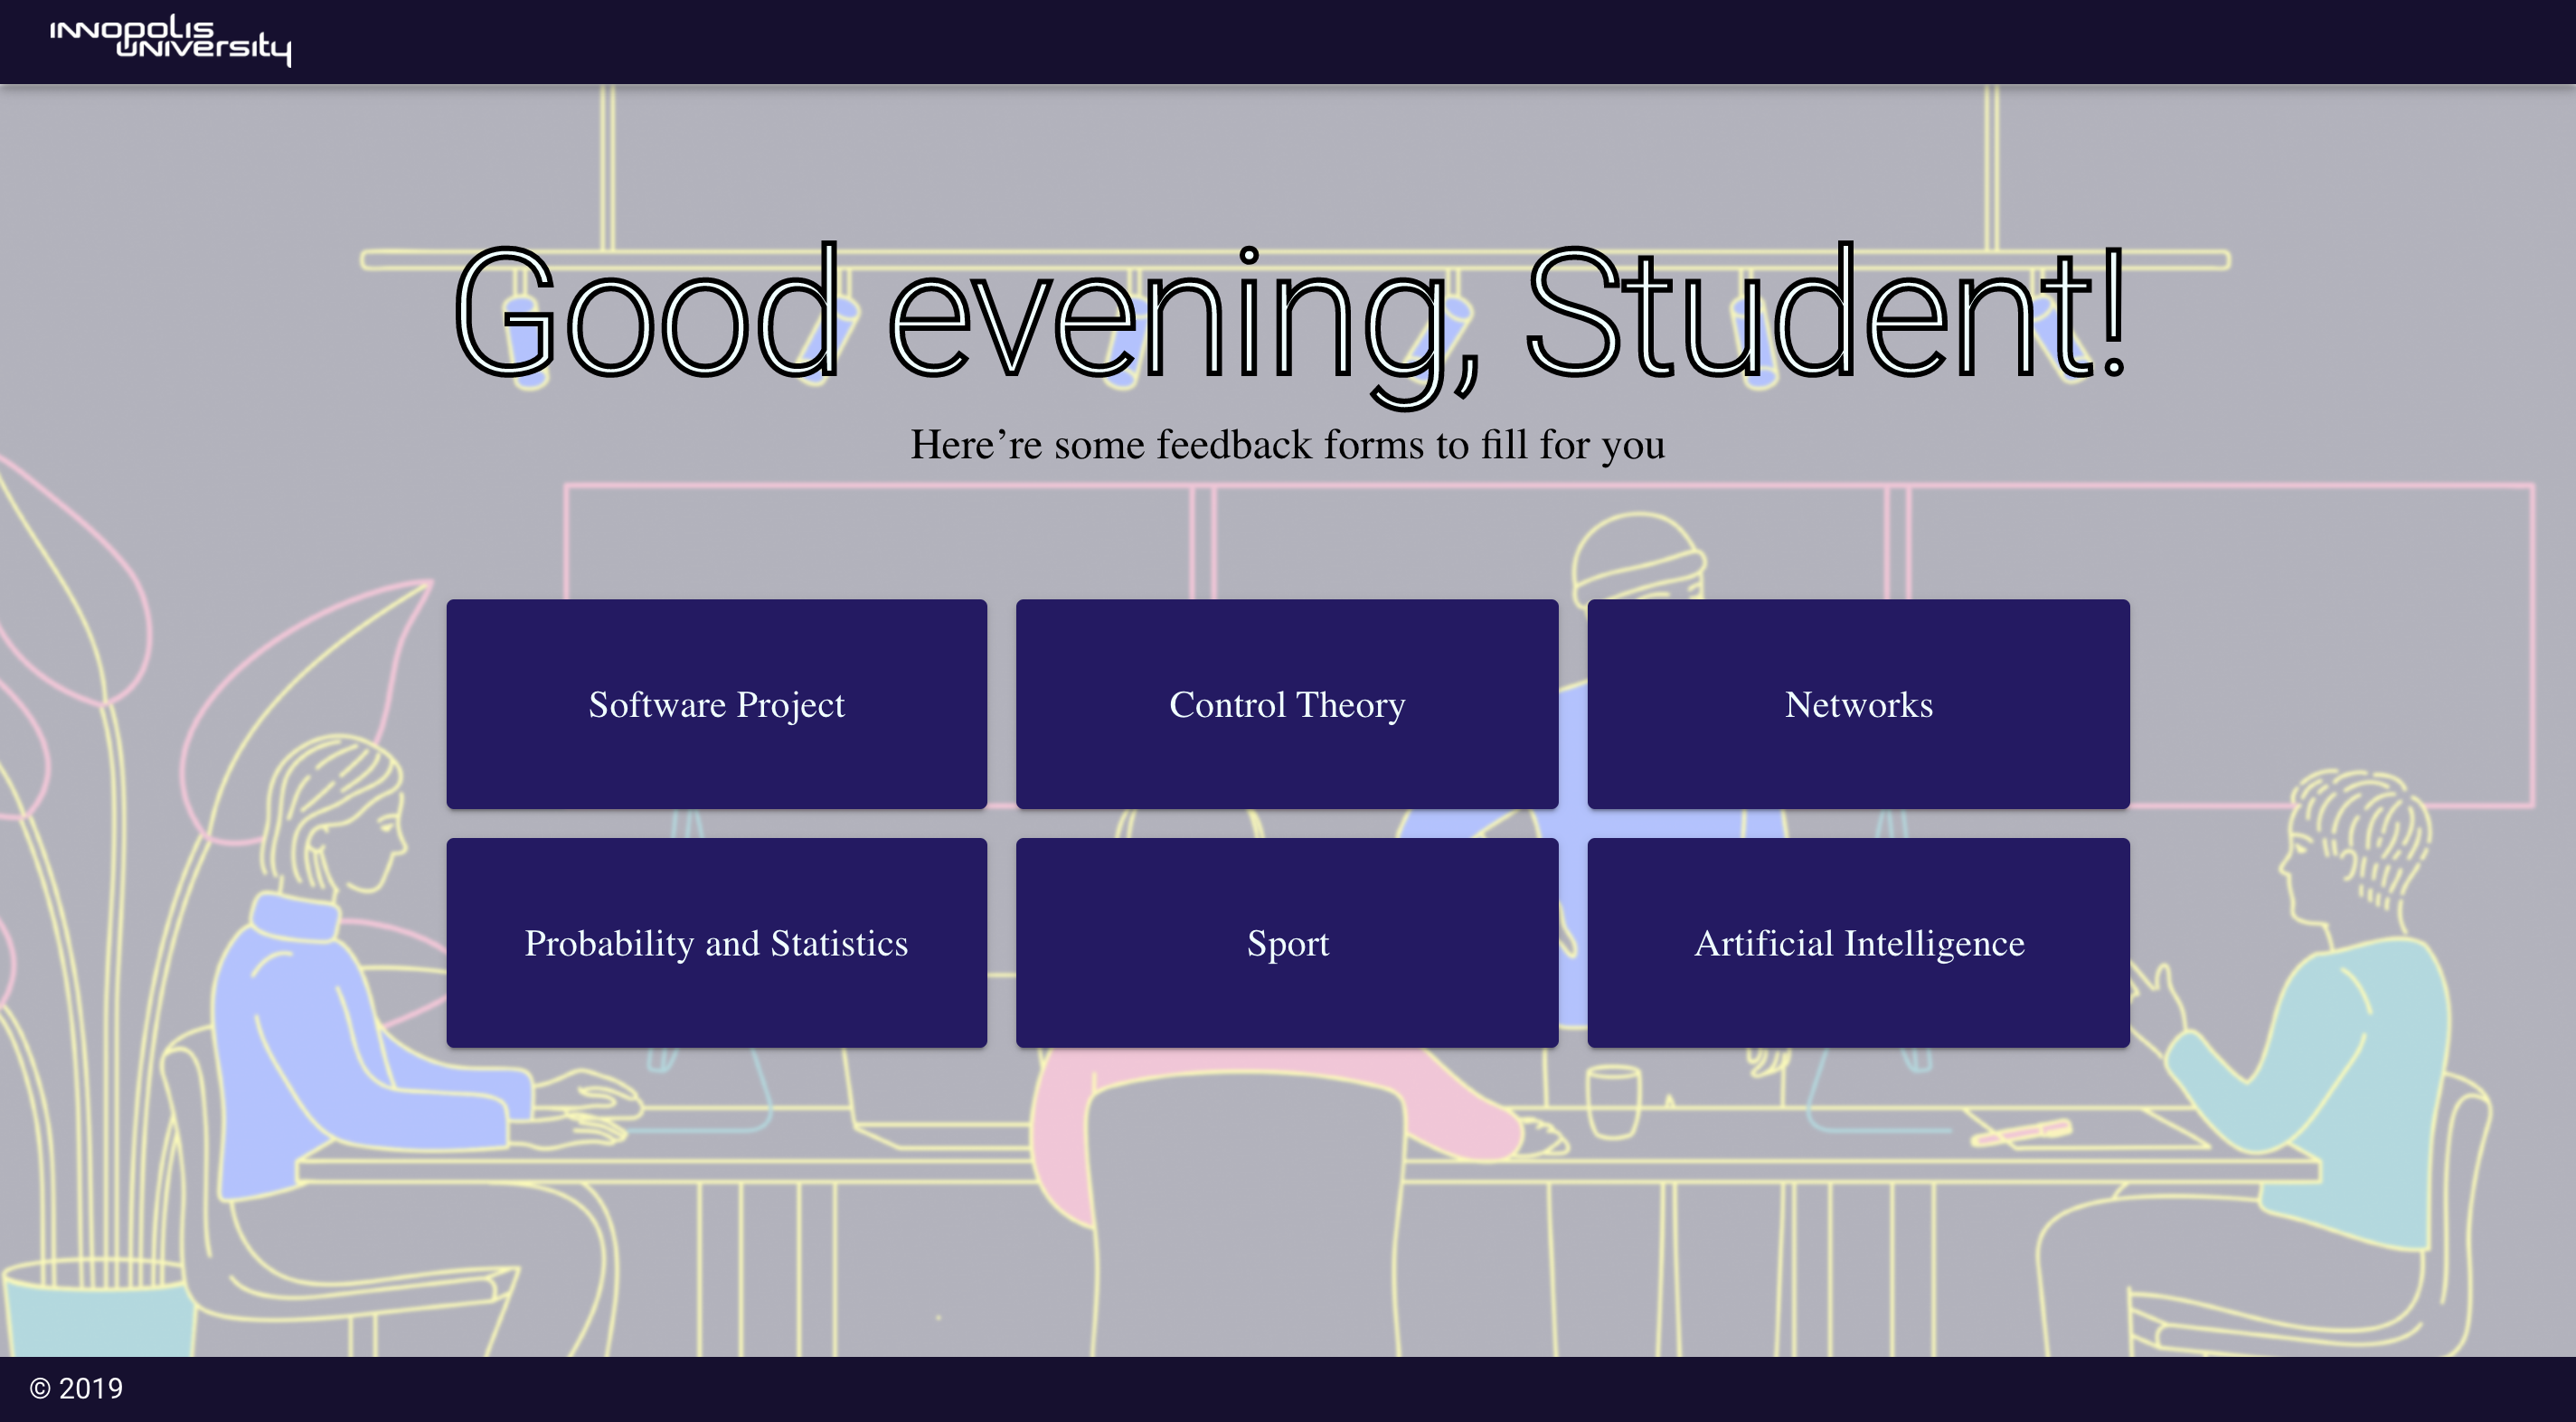 INNOPOLIS
UNIVERSITY
Good evening, Student!
Here’re some feedback forms to fill for you
Software Project
Control Theory
Networks
Probability and Statistics
Sport
Artificial Intelligence
© 2019